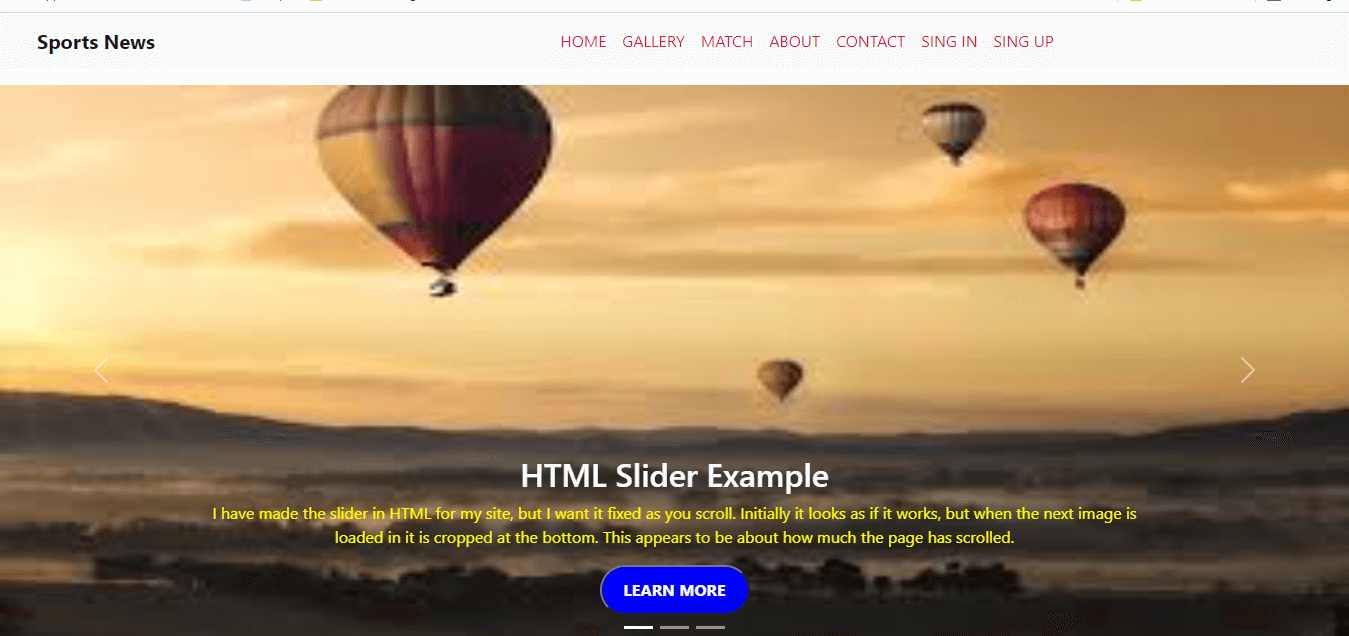 Sports News
HOME GALLERY MATCH ABOUT CONTACT SING IN SING UP
HTML Slider Example
I have made the slider in HTML for my site, but I want it fixed as you scroll. Initially it looks as if it works, but when the next image is
loaded in it is cropped at the bottom. This appears to be about how much the page has scrolled.
LEARN MORE